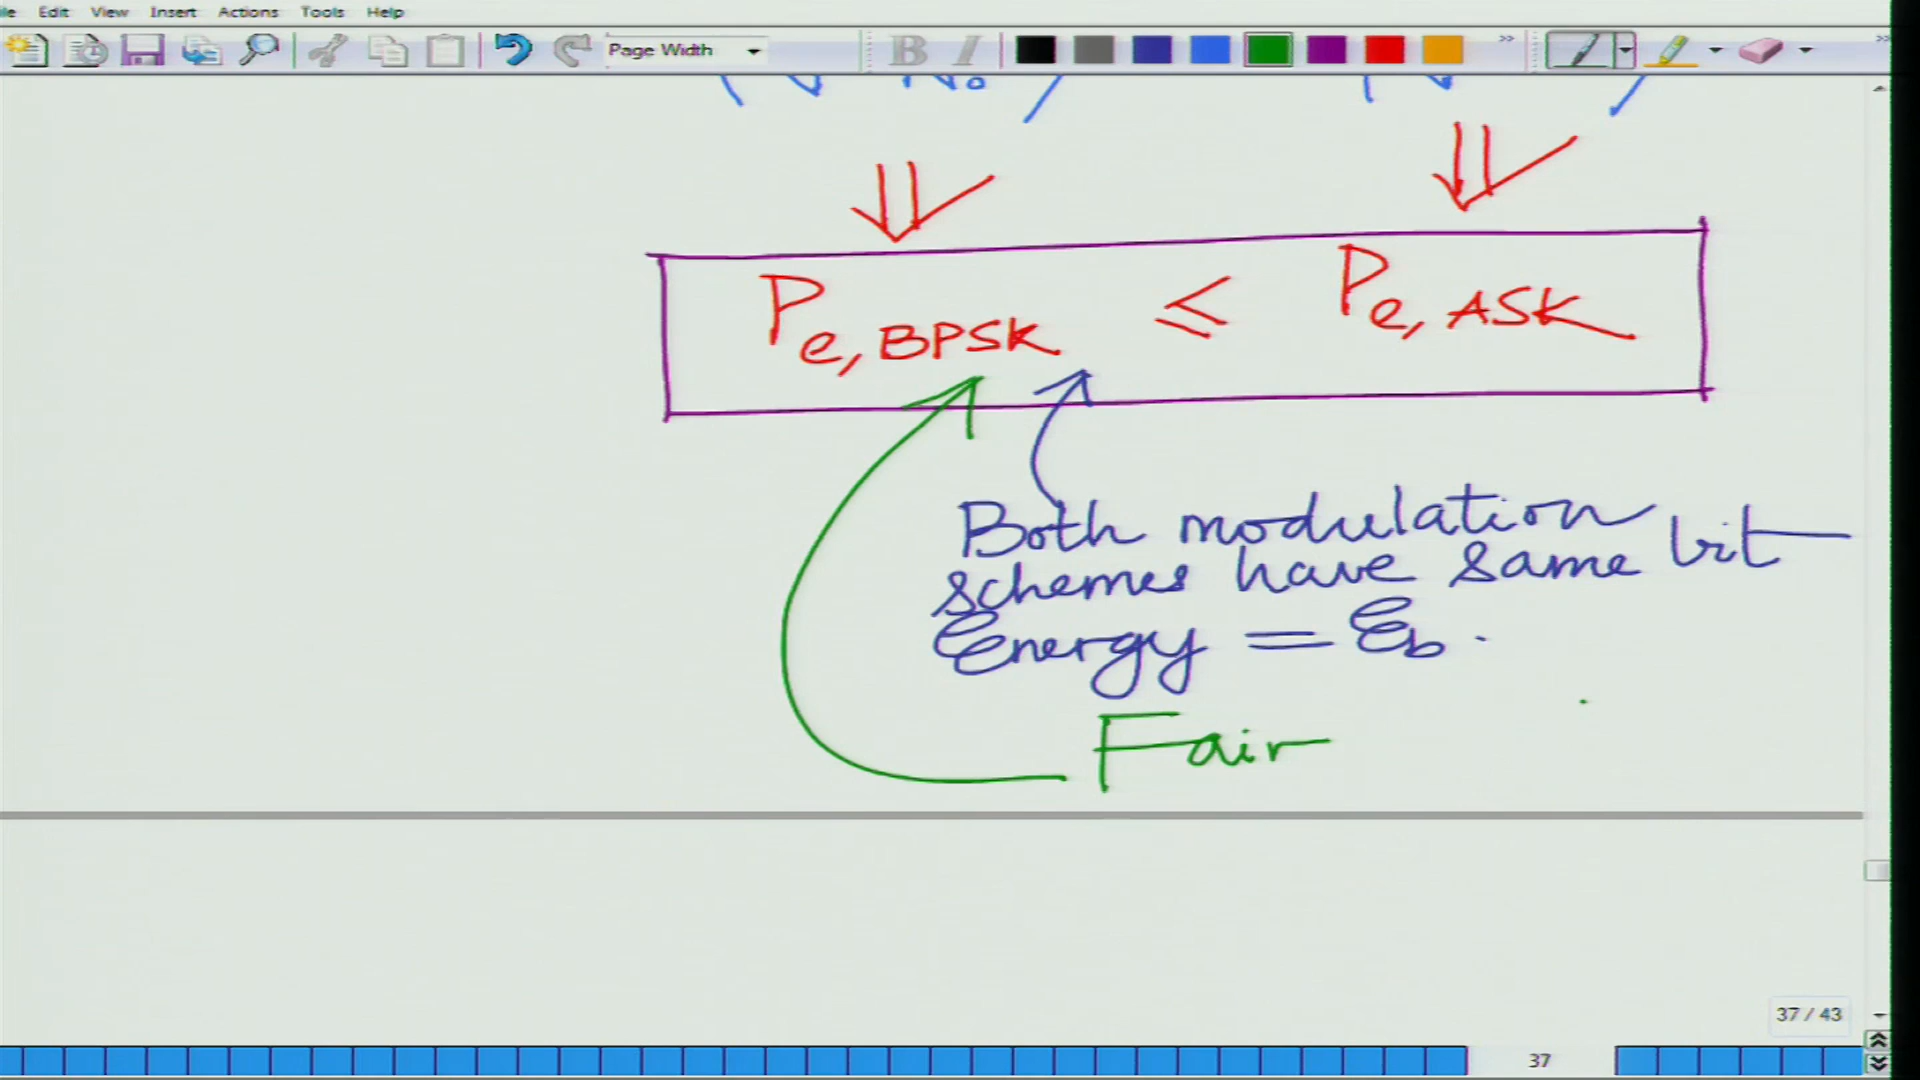 File Edit View Insert Actions Tools Help
Page Width
B I
N₀
P e, BPSK ≤ P e, ASK
Both modulation
schemes have same bit
Energy = Eb.
Fair
37 / 43
37